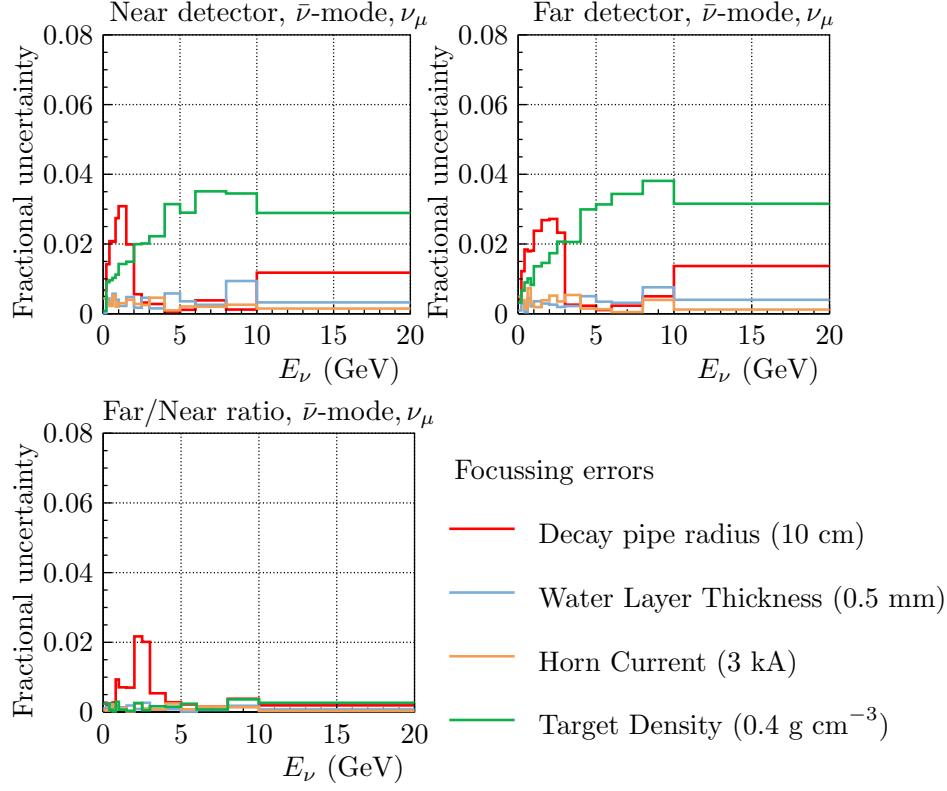 Near detector, ν̄-mode, ν_μ
Fractional uncertainty
0.08
0.06
0.04
0.02
0
0 5 10 15 20
E_ν (GeV)
Far detector, ν̄-mode, ν_μ
Fractional uncertainty
0.08
0.06
0.04
0.02
0
0 5 10 15 20
E_ν (GeV)
Far/Near ratio, ν̄-mode, ν_μ
Fractional uncertainty
0.08
0.06
0.04
0.02
0
0 5 10 15 20
E_ν (GeV)
Focussing errors
Decay pipe radius (10 cm)
Water Layer Thickness (0.5 mm)
Horn Current (3 kA)
Target Density (0.4 g cm⁻³)